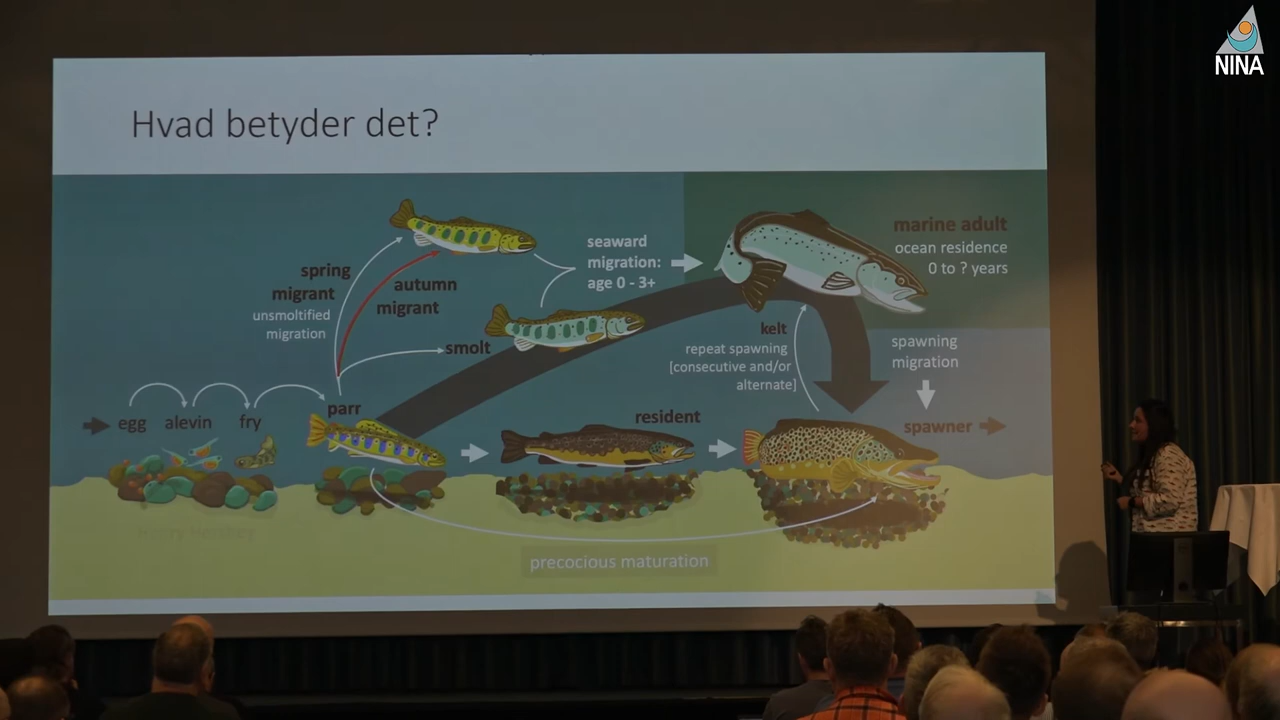 NINA
Hvad betyder det?
marine adult
ocean residence
0 to ? years
seaward
migration:
age 0 - 3+
spring
migrant
unsmoltified
migration
autumn
migrant
smolt
kelt
repeat spawning
[consecutive and/or
alternate]
spawning
migration
egg
alevin
fry
parr
resident
spawner
precocious maturation